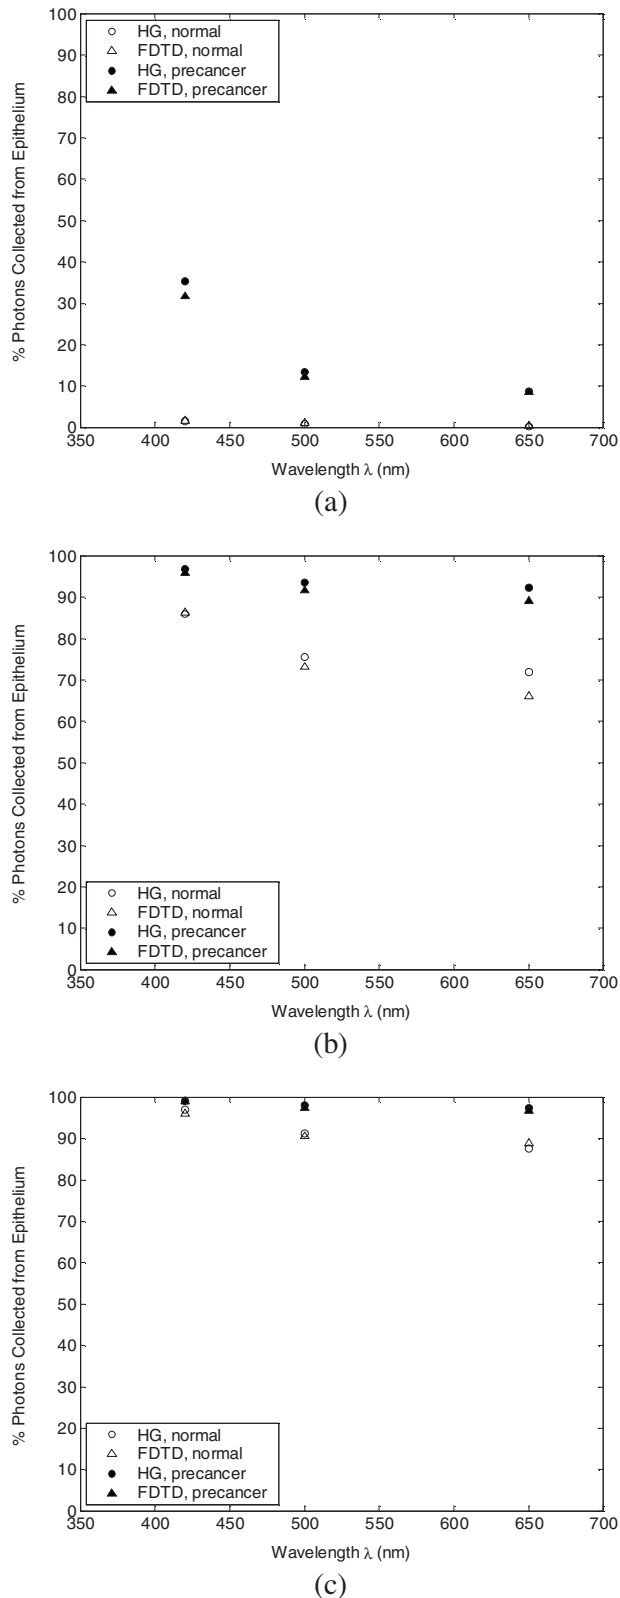 100
90
80
70
60
50
40
30
20
10
0
% Photons Collected from Epithelium
HG, normal
FDTD, normal
HG, precancer
FDTD, precancer
350 400 450 500 550 600 650 700
Wavelength λ (nm)
(a)
100
90
80
70
60
50
40
30
20
10
0
% Photons Collected from Epithelium
HG, normal
FDTD, normal
HG, precancer
FDTD, precancer
350 400 450 500 550 600 650 700
Wavelength λ (nm)
(b)
100
90
80
70
60
50
40
30
20
10
0
% Photons Collected from Epithelium
HG, normal
FDTD, normal
HG, precancer
FDTD, precancer
350 400 450 500 550 600 650 700
Wavelength λ (nm)
(c)